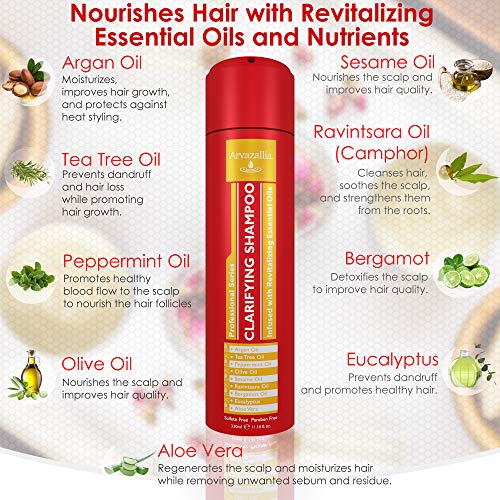 Nourishes Hair with Revitalizing
Essential Oils and Nutrients
Argan Oil
Moisturizes,
improves hair growth,
and protects against
heat styling.
Tea Tree Oil
Prevents dandruff
and hair loss
while promoting
hair growth.
Peppermint Oil
Promotes healthy
blood flow to the scalp
to nourish the hair follicles
Olive Oil
Nourishes the scalp and
improves hair quality.
Sesame Oil
Nourishes the scalp and
improves hair quality.
Ravintsara Oil
(Camphor)
Cleanses hair,
soothes the scalp,
and strengthens them
from the roots.
Bergamot
Detoxifies the scalp
to improve hair quality.
Eucalyptus
Prevents dandruff
and promotes healthy hair.
Aloe Vera
Regenerates the scalp and moisturizes hair
while removing unwanted sebum and residue.
Arvazallia
Professional Series
CLARIFYING SHAMPOO
Infused with Revitalizing Essential Oils
Argan Oil
Tea Tree Oil
Peppermint Oil
Olive Oil
Sesame Oil
Ravintsara Oil
Bergamot Oil
Eucalyptus
Aloe Vera
Sulfate Free Paraben Free
330ml ℮ 11.16 fl oz.